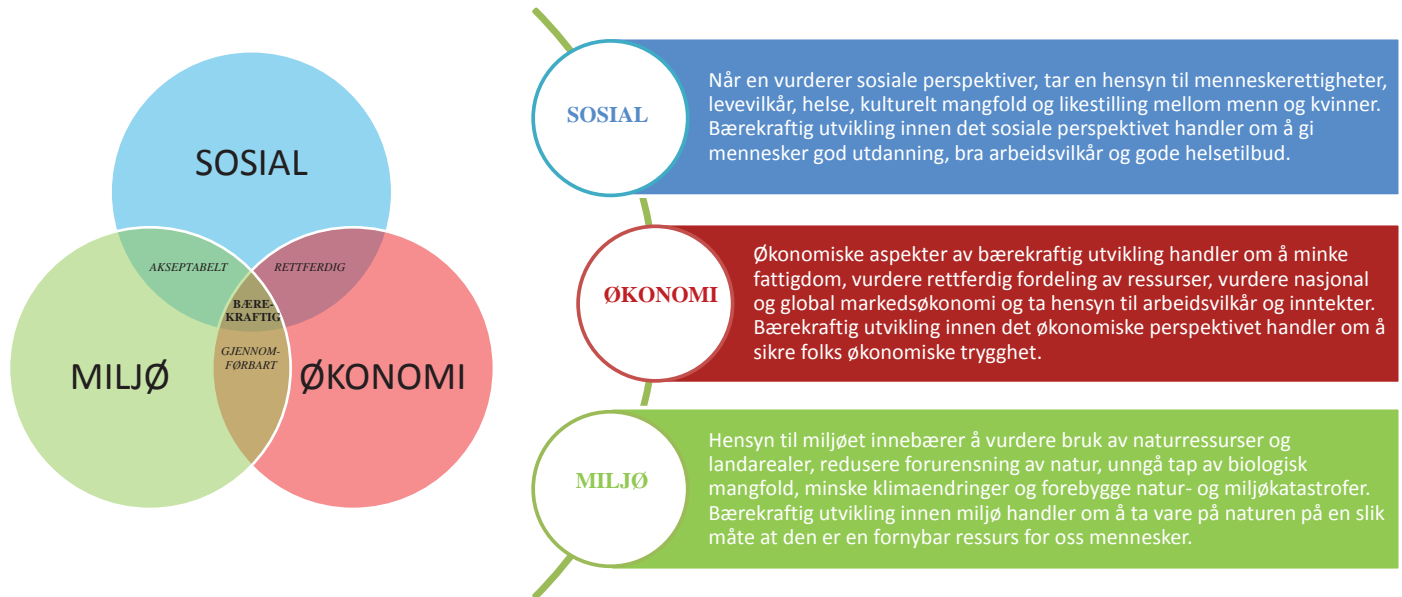 SOSIAL
AKSEPTABELT
RETTFERDIG
BÆRE-
KRAFTIG
GJENNOM-
FØRBART
MILJØ
ØKONOMI
SOSIAL
Når en vurderer sosiale perspektiver, tar en hensyn til menneskerettigheter,
levevilkår, helse, kulturelt mangfold og likestilling mellom menn og kvinner.
Bærekraftig utvikling innen det sosiale perspektivet handler om å gi
mennesker god utdanning, bra arbeidsvilkår og gode helsetilbud.
ØKONOMI
Økonomiske aspekter av bærekraftig utvikling handler om å minke
fattigdom, vurdere rettferdig fordeling av ressurser, vurdere nasjonal
og global markedsøkonomi og ta hensyn til arbeidsvilkår og inntekter.
Bærekraftig utvikling innen det økonomiske perspektivet handler om å
sikre folks økonomiske trygghet.
MILJØ
Hensyn til miljøet innebærer å vurdere bruk av naturressurser og
landarealer, redusere forurensning av natur, unngå tap av biologisk
mangfold, minske klimaendringer og forebygge natur- og miljøkatastrofer.
Bærekraftig utvikling innen miljø handler om å ta vare på naturen på en slik
måte at den er en fornybar ressurs for oss mennesker.